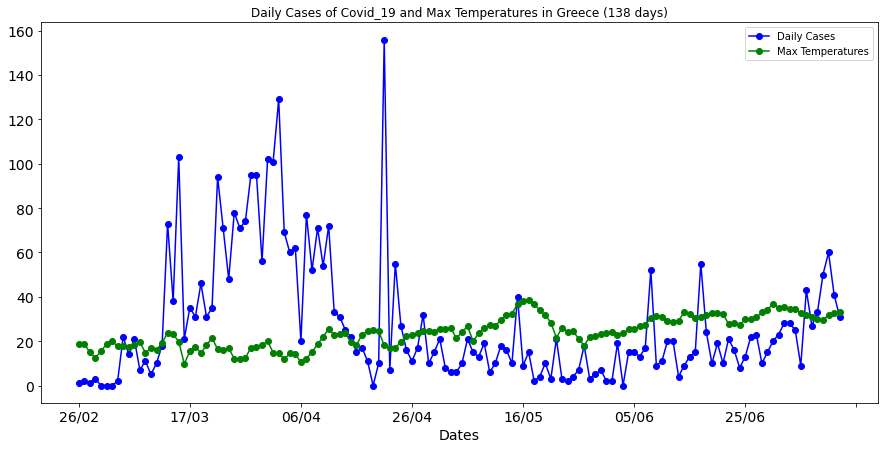 Daily Cases of Covid_19 and Max Temperatures in Greece (138 days)
Daily Cases
Max Temperatures
160
140
120
100
80
60
40
20
0
26/02 17/03 06/04 26/04 16/05 05/06 25/06
Dates